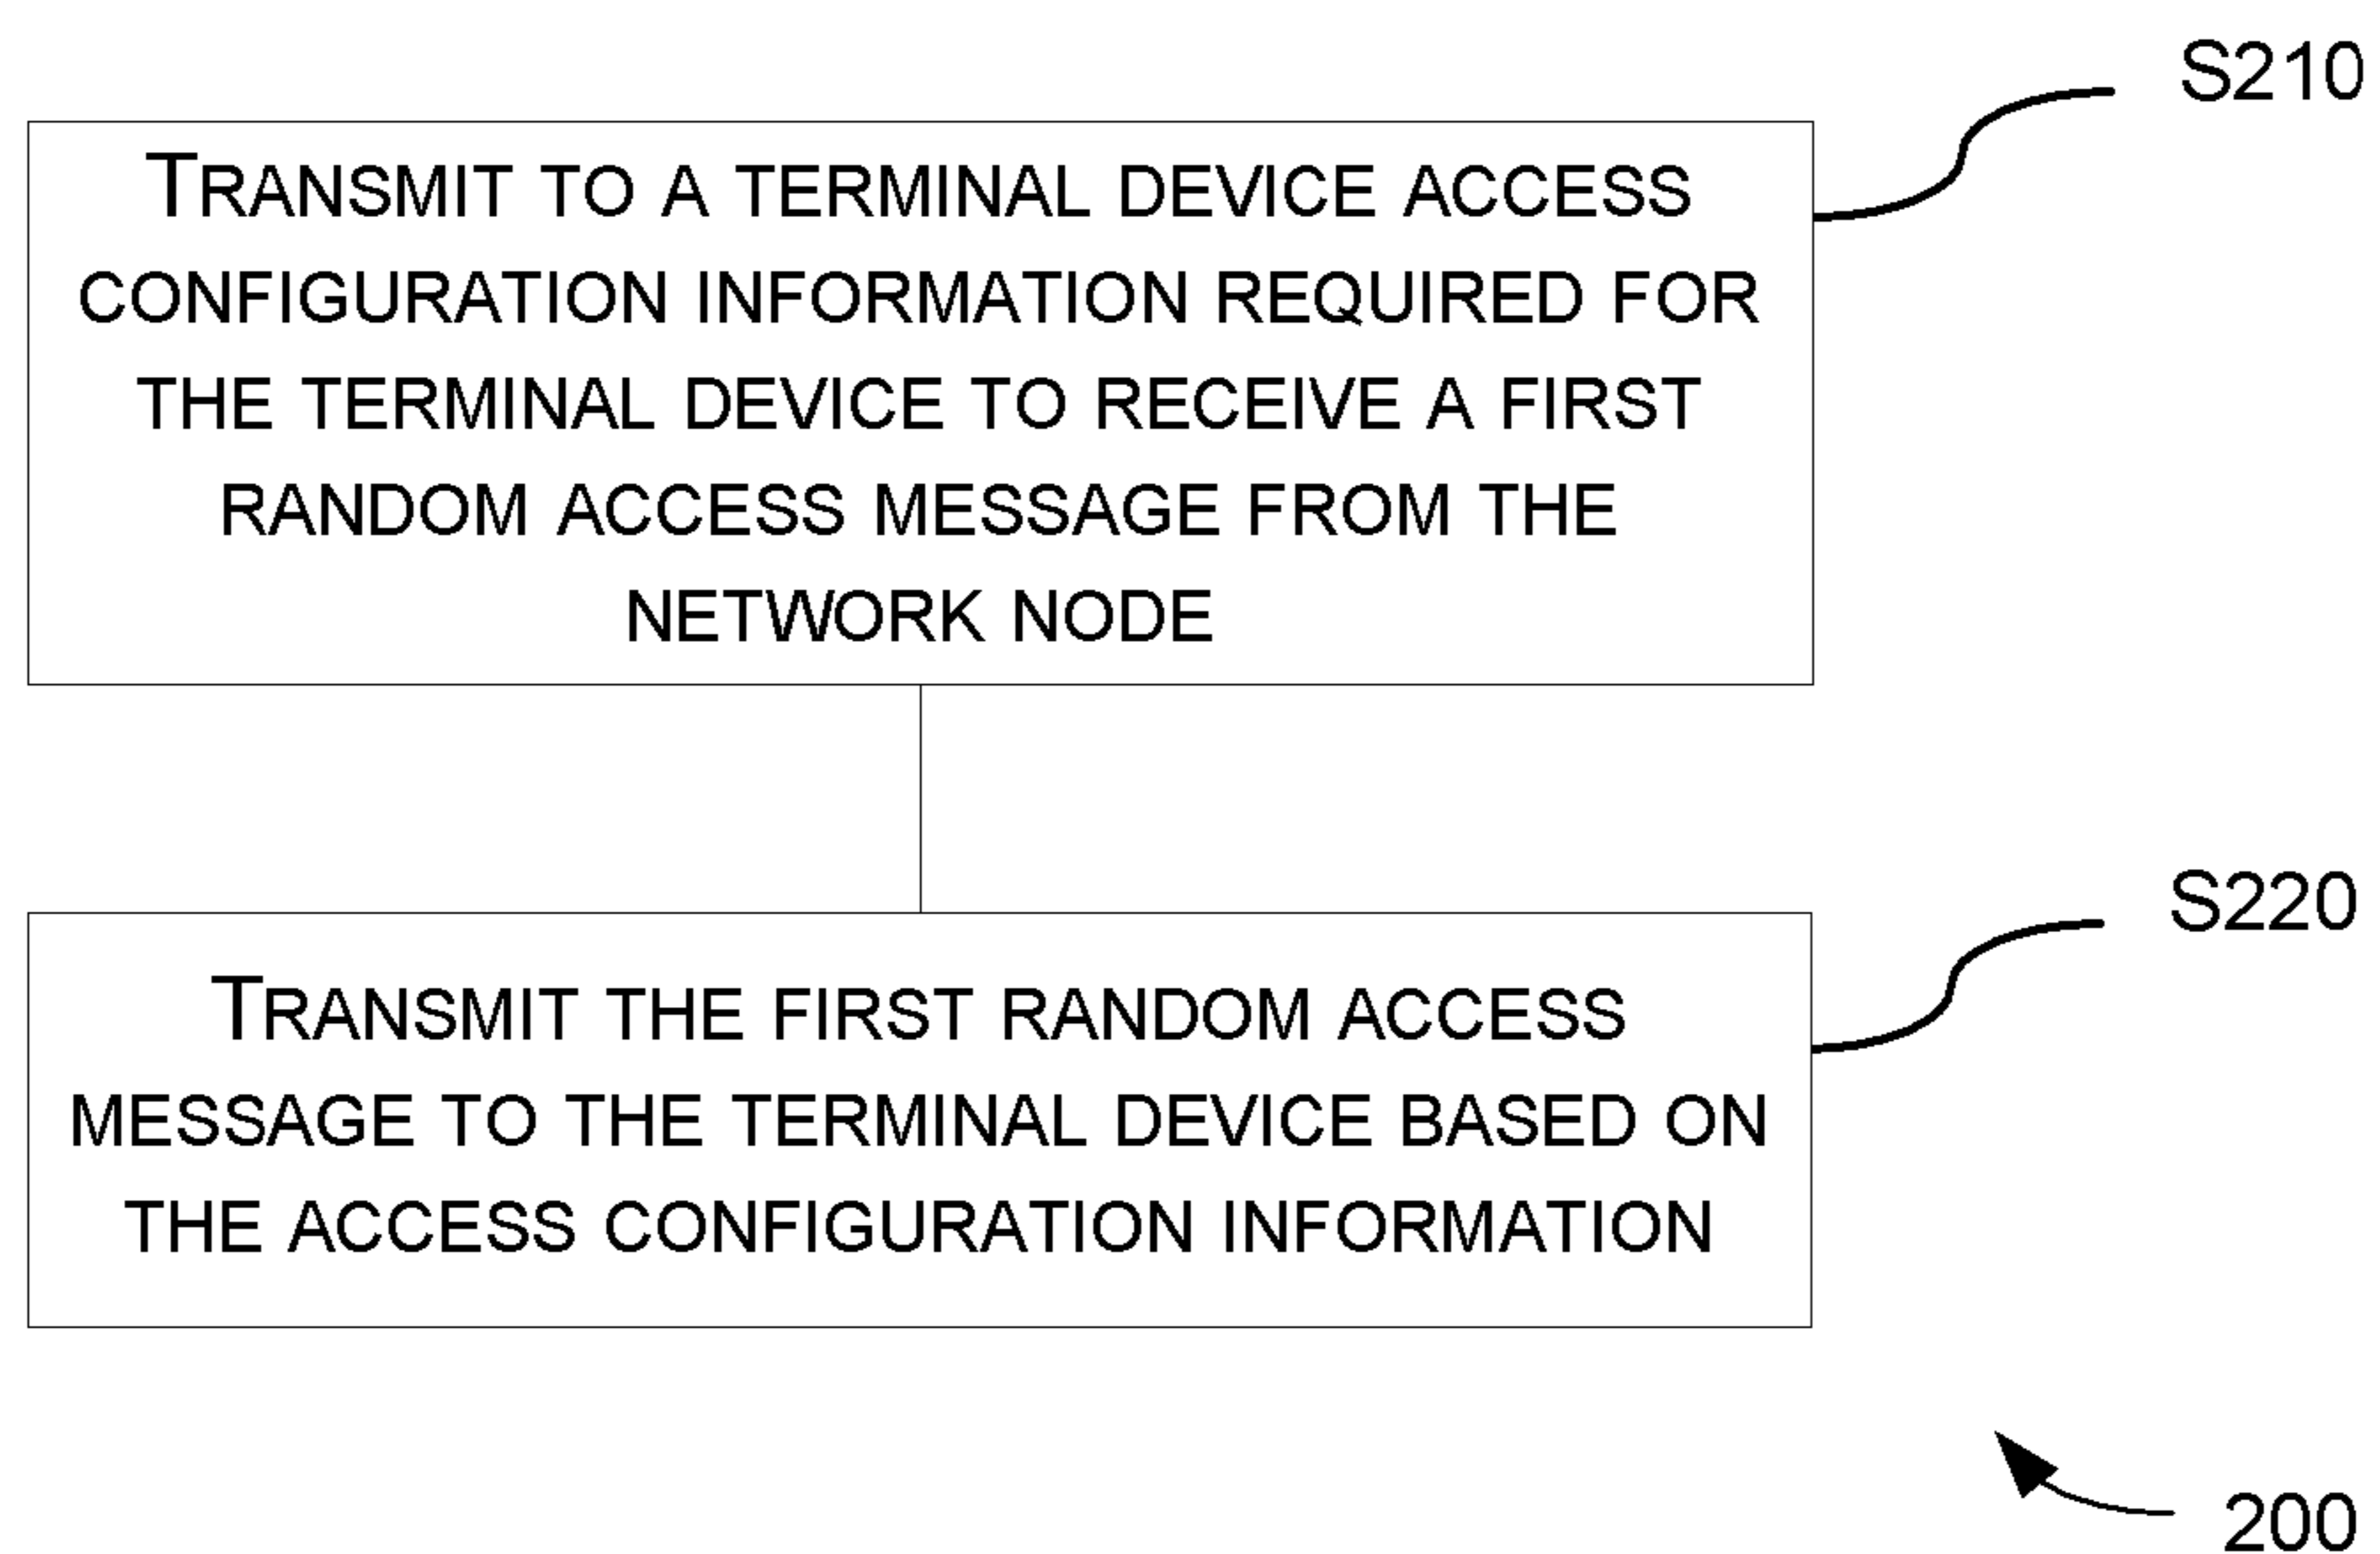 S210
TRANSMIT TO A TERMINAL DEVICE ACCESS
CONFIGURATION INFORMATION REQUIRED FOR
THE TERMINAL DEVICE TO RECEIVE A FIRST
RANDOM ACCESS MESSAGE FROM THE
NETWORK NODE
S220
TRANSMIT THE FIRST RANDOM ACCESS
MESSAGE TO THE TERMINAL DEVICE BASED ON
THE ACCESS CONFIGURATION INFORMATION
200